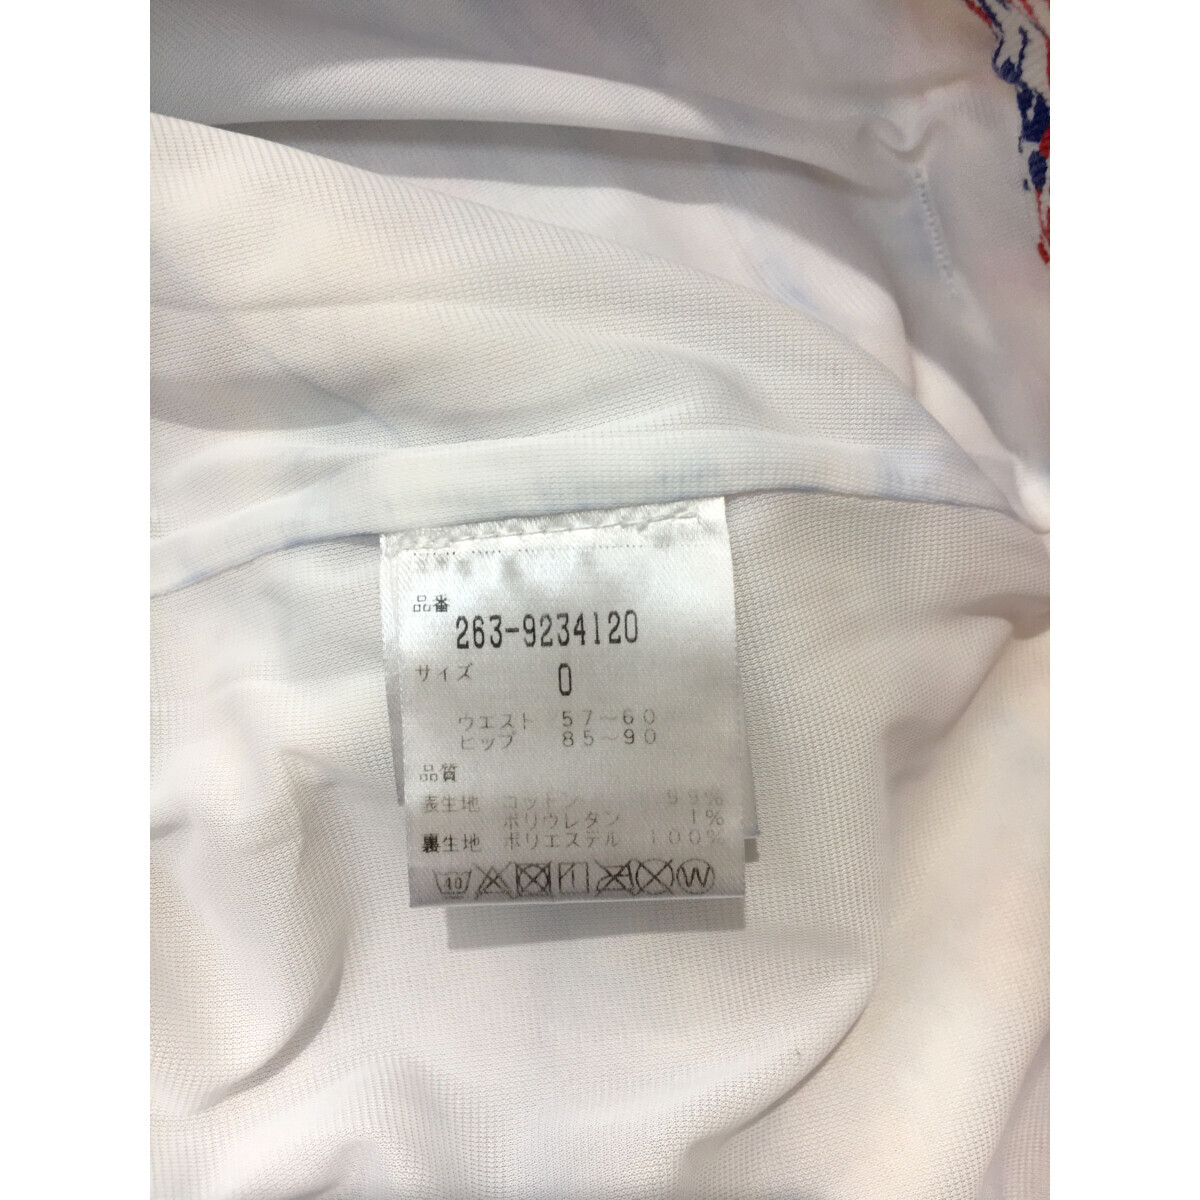 品番
263-9234120
サイズ
0
ウエスト 57~60
ヒップ 85~90
品質
表生地 コットン 99%
ポリウレタン 1%
裏生地 ポリエステル 100%
40 W